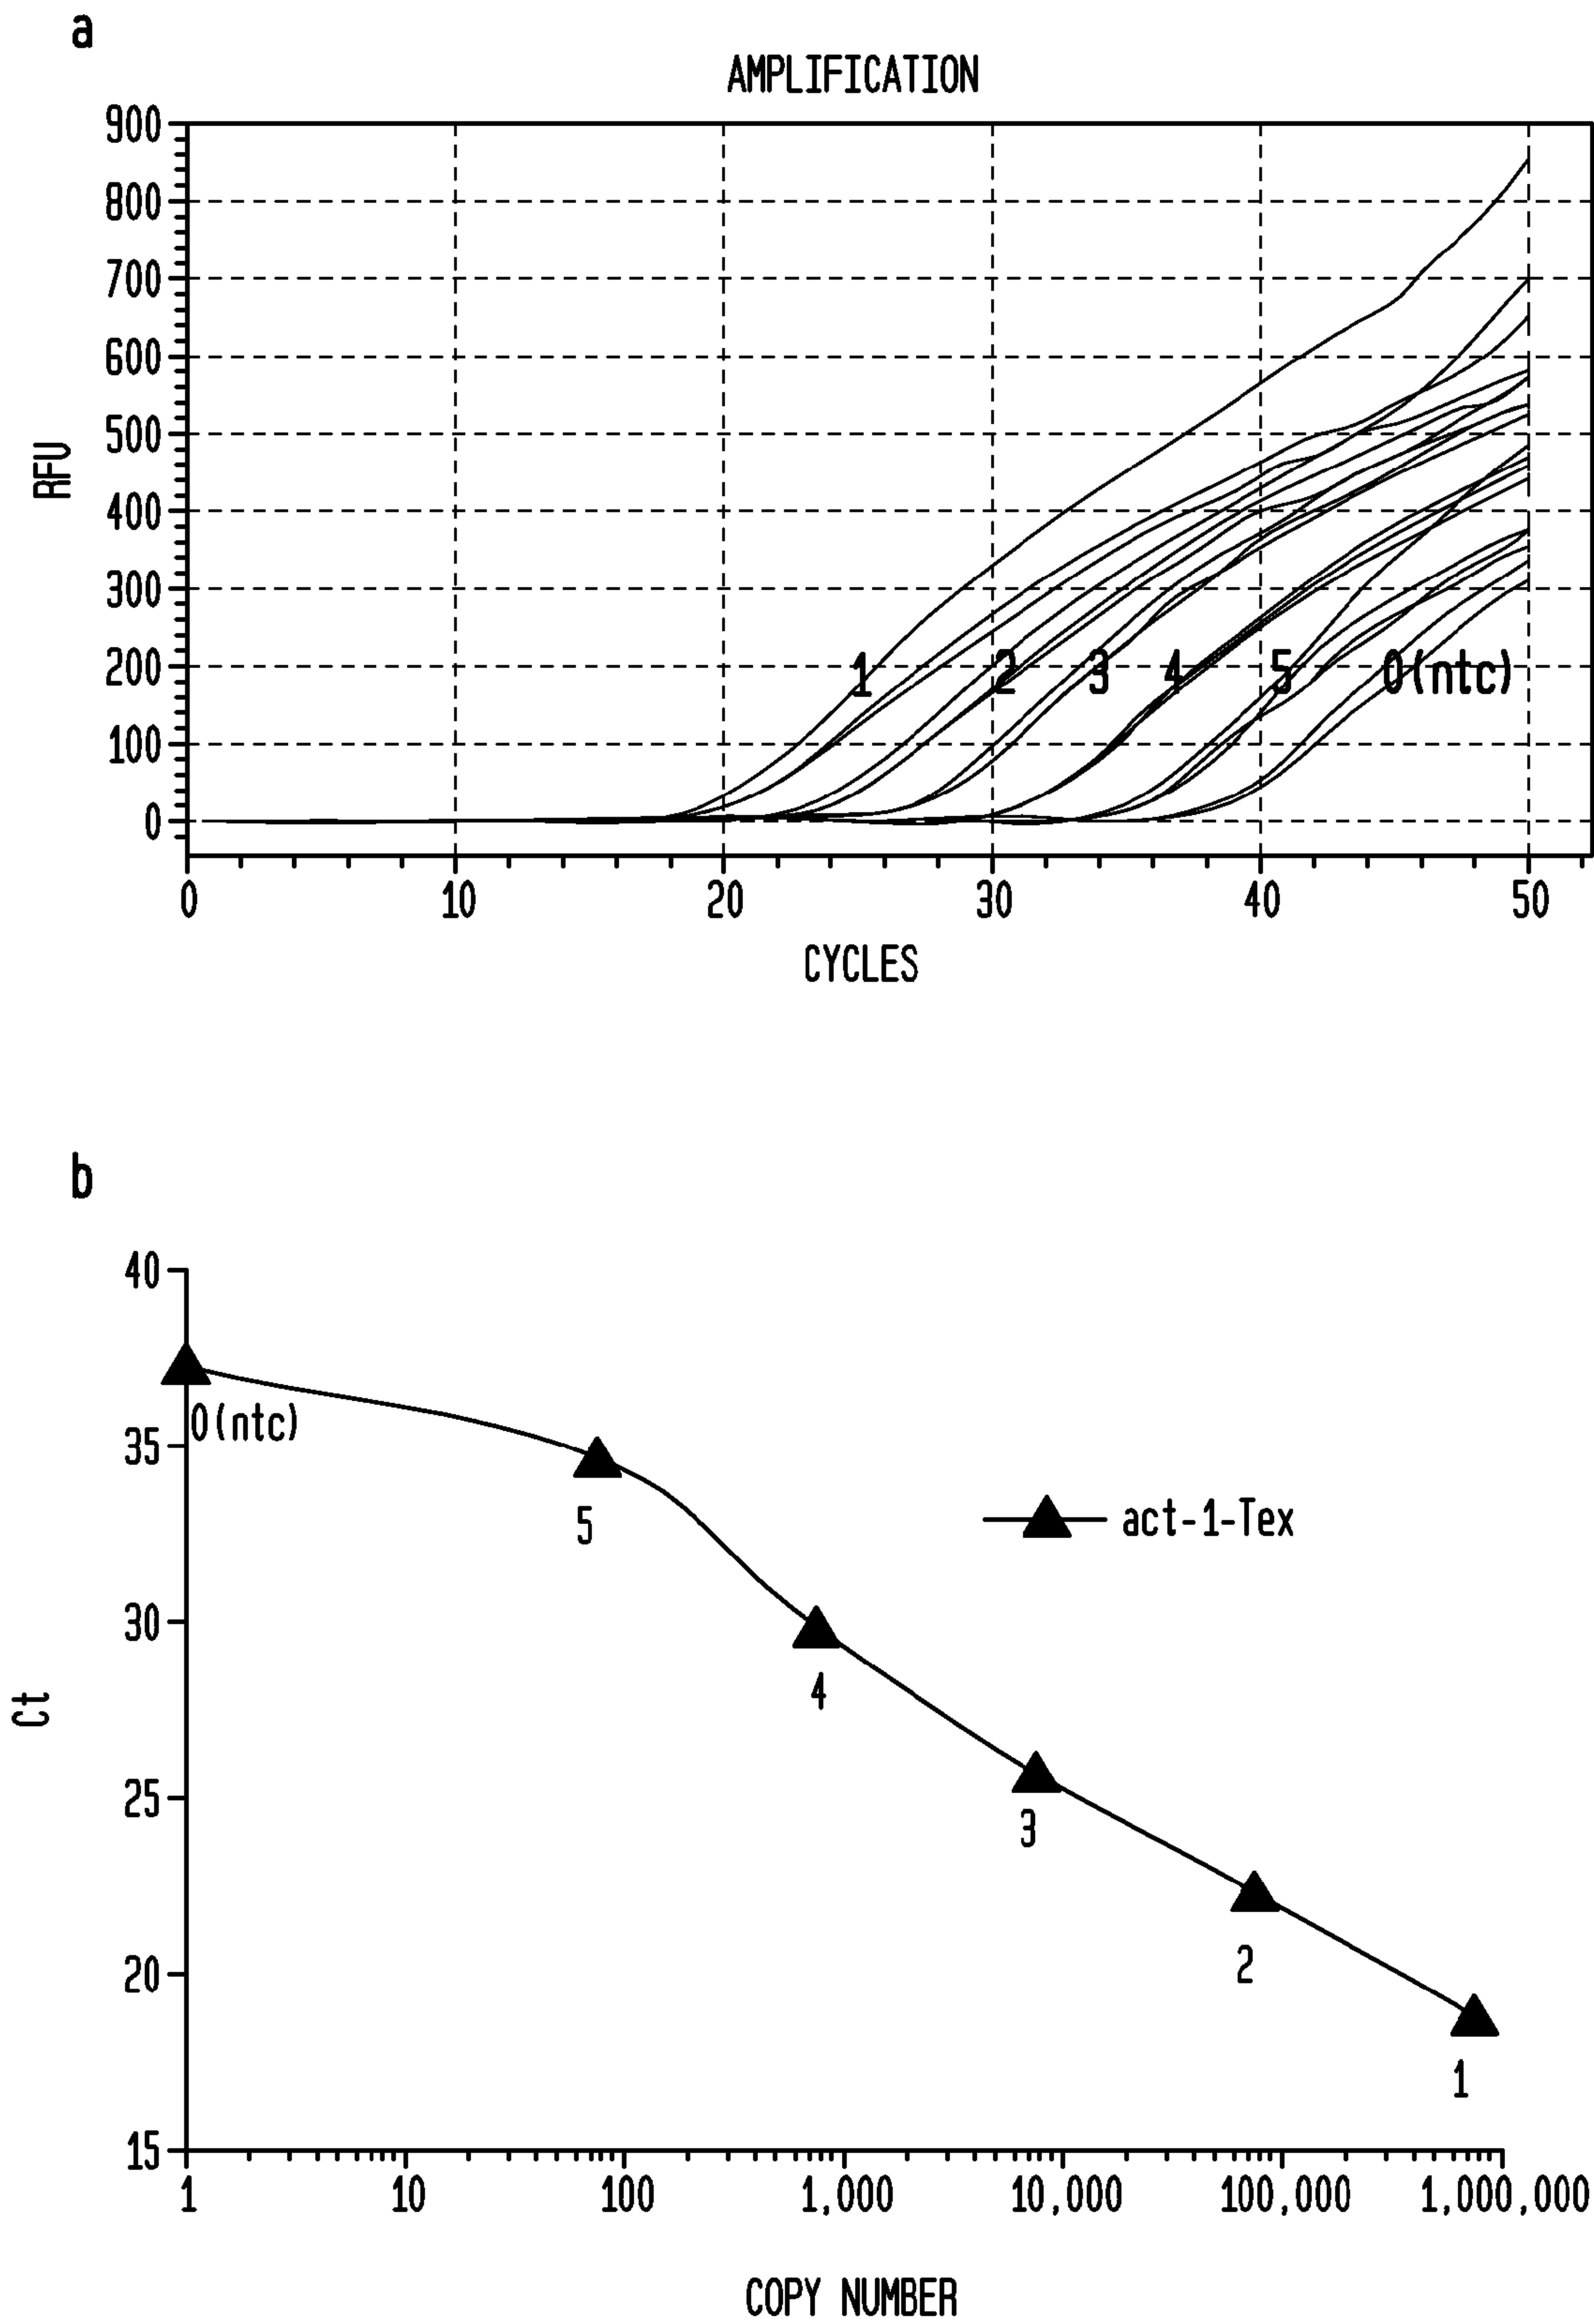 a
AMPLIFICATION
900
800
700
600
500
400
300
200
100
0
RFU
1
2
3
4
5
0(ntc)
0 10 20 30 40 50
CYCLES
b
40
35
30
25
20
15
Ct
0(ntc)
5
4
3
2
1
act-1-Tex
1 10 100 1,000 10,000 100,000 1,000,000
COPY NUMBER